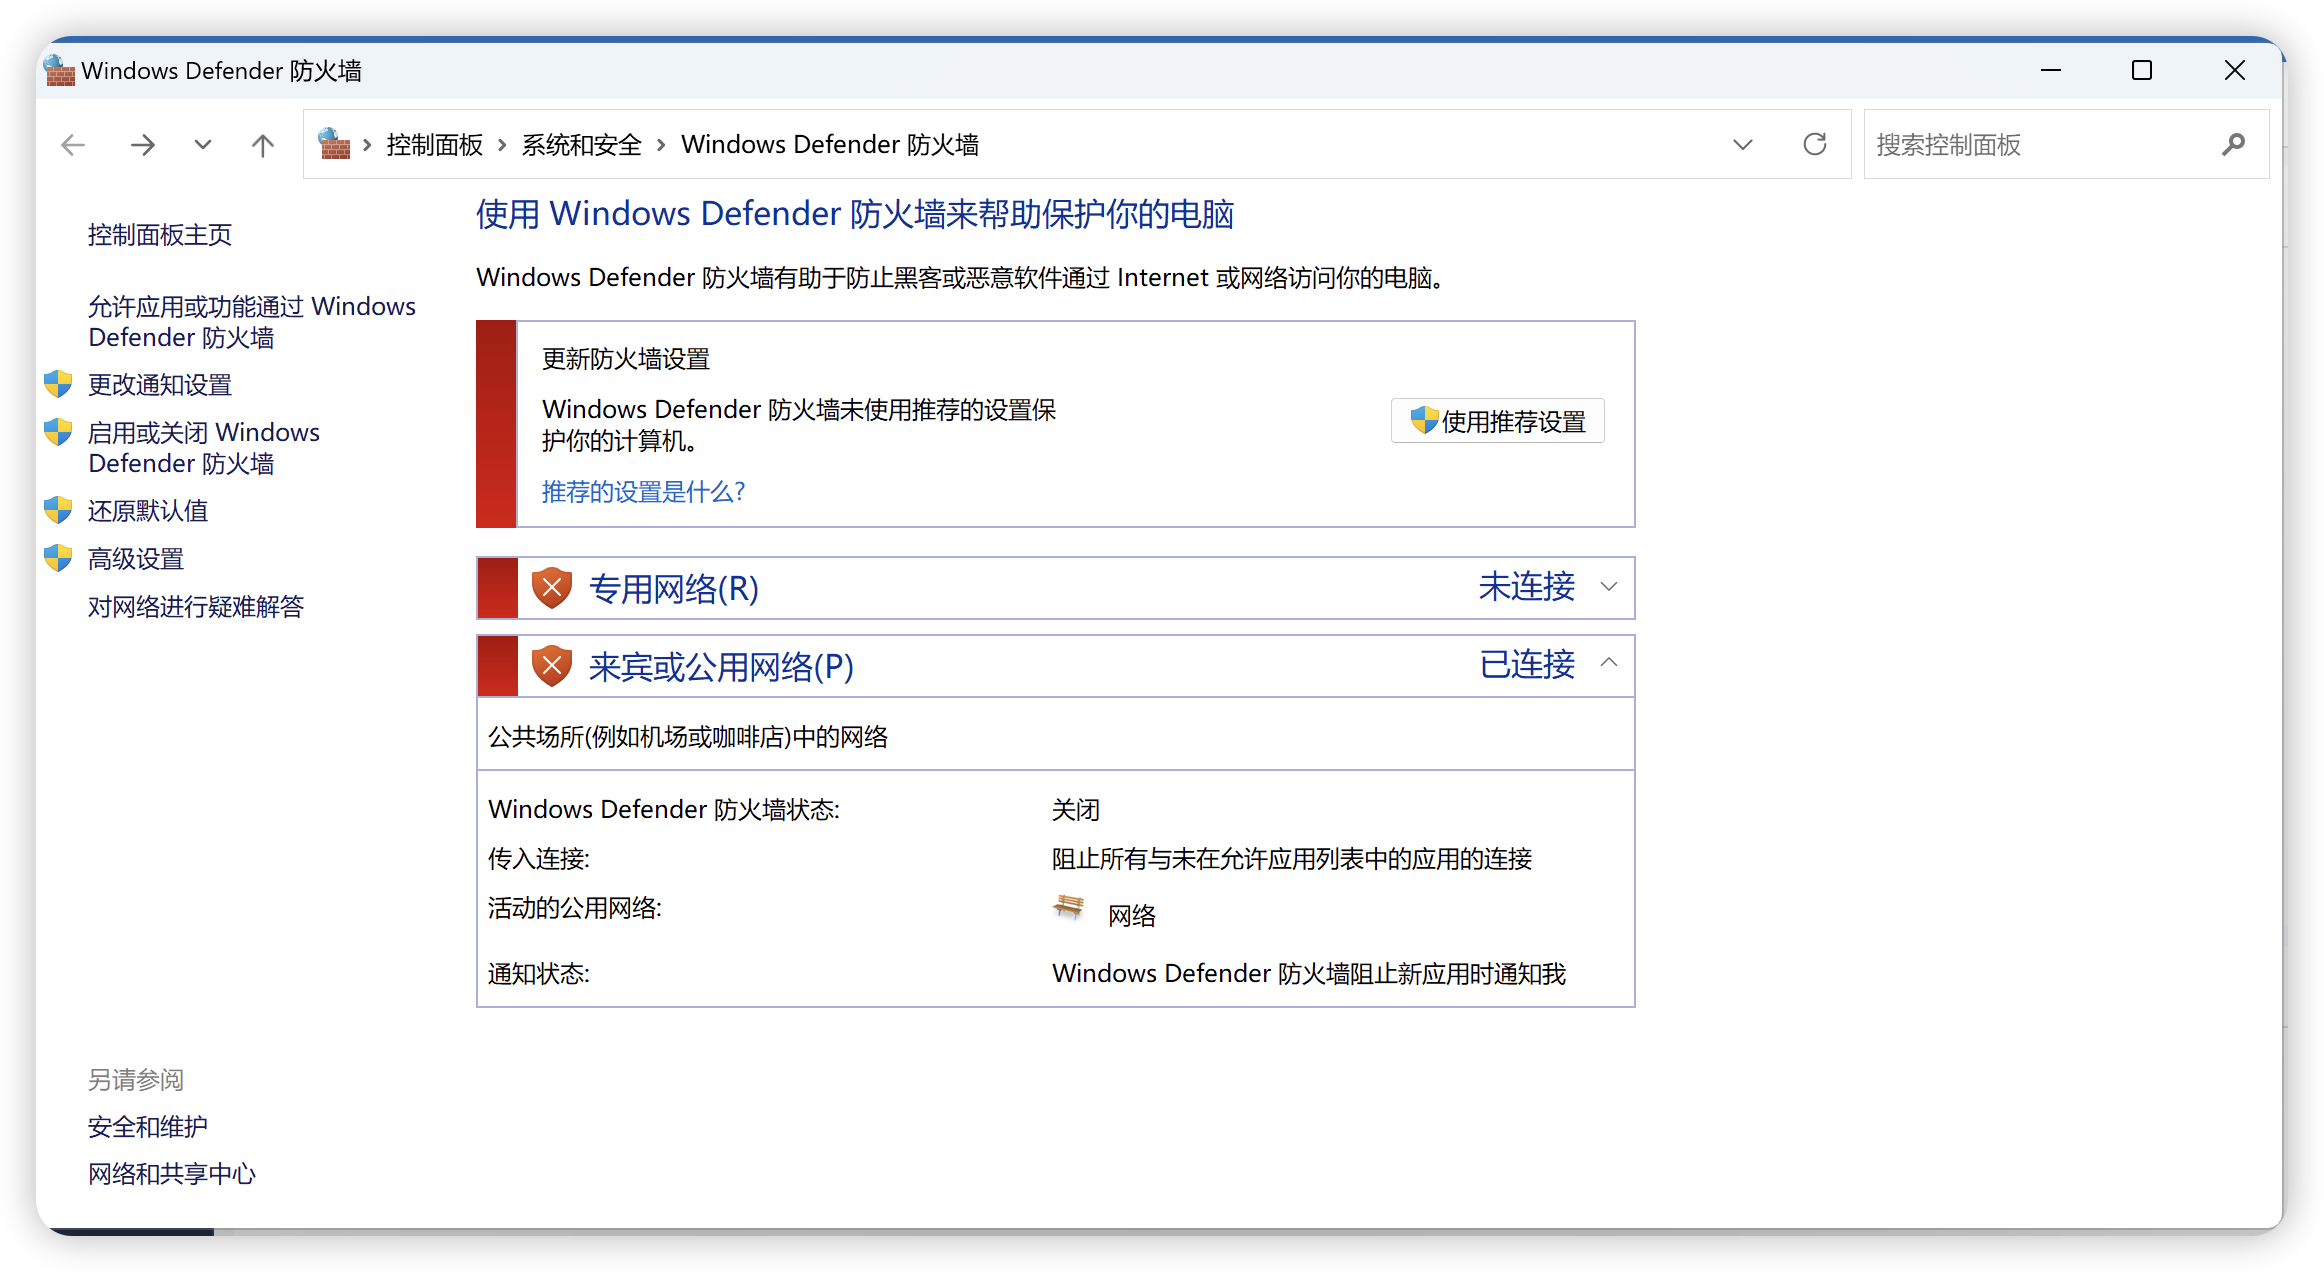 Windows Defender 防火墙
控制面板 › 系统和安全 › Windows Defender 防火墙
搜索控制面板
控制面板主页
允许应用或功能通过 Windows
Defender 防火墙
更改通知设置
启用或关闭 Windows
Defender 防火墙
还原默认值
高级设置
对网络进行疑难解答
另请参阅
安全和维护
网络和共享中心
使用 Windows Defender 防火墙来帮助保护你的电脑
Windows Defender 防火墙有助于防止黑客或恶意软件通过 Internet 或网络访问你的电脑。
更新防火墙设置
Windows Defender 防火墙未使用推荐的设置保
护你的计算机。
使用推荐设置
推荐的设置是什么?
专用网络(R) 未连接
来宾或公用网络(P) 已连接
公共场所(例如机场或咖啡店)中的网络
Windows Defender 防火墙状态: 关闭
传入连接: 阻止所有与未在允许应用列表中的应用的连接
活动的公用网络: 网络
通知状态: Windows Defender 防火墙阻止新应用时通知我